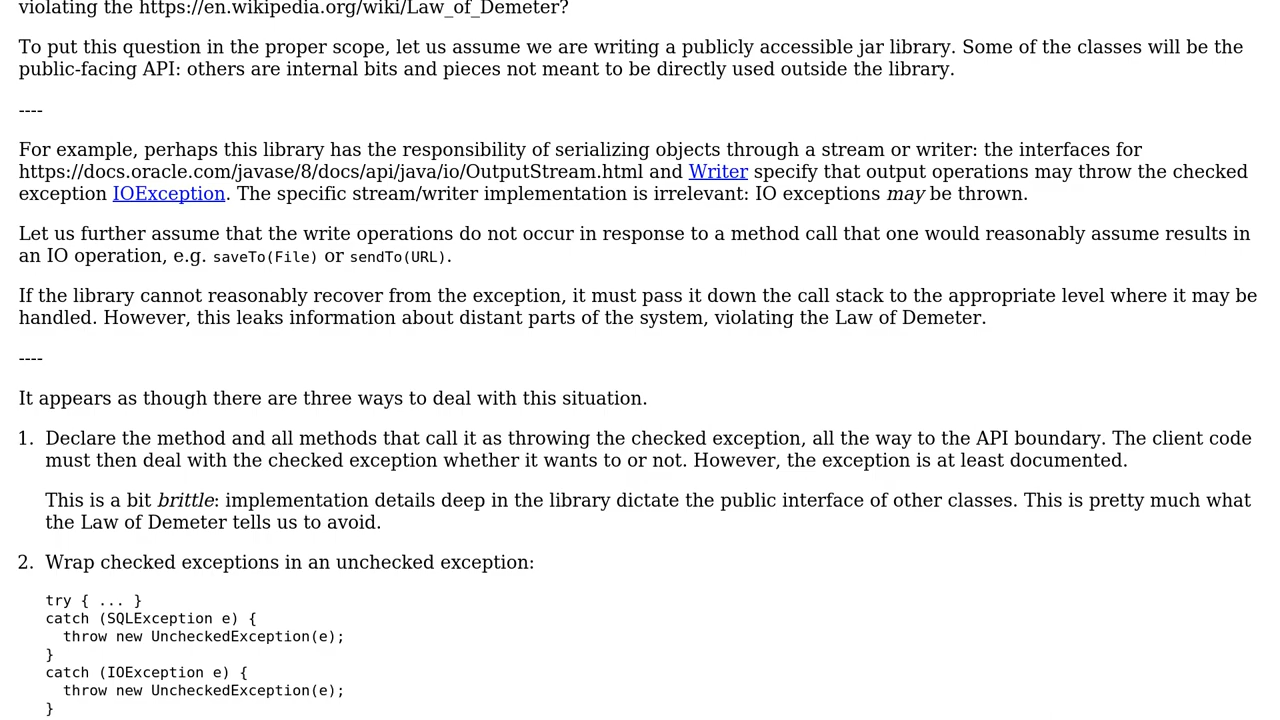 violating the https://en.wikipedia.org/wiki/Law_of_Demeter?
To put this question in the proper scope, let us assume we are writing a publicly accessible jar library. Some of the classes will be the
public-facing API: others are internal bits and pieces not meant to be directly used outside the library.
----
For example, perhaps this library has the responsibility of serializing objects through a stream or writer: the interfaces for
https://docs.oracle.com/javase/8/docs/api/java/io/OutputStream.html and Writer specify that output operations may throw the checked
exception IOException. The specific stream/writer implementation is irrelevant: IO exceptions may be thrown.
Let us further assume that the write operations do not occur in response to a method call that one would reasonably assume results in
an IO operation, e.g. saveTo(File) or sendTo(URL).
If the library cannot reasonably recover from the exception, it must pass it down the call stack to the appropriate level where it may be
handled. However, this leaks information about distant parts of the system, violating the Law of Demeter.
----
It appears as though there are three ways to deal with this situation.
1. Declare the method and all methods that call it as throwing the checked exception, all the way to the API boundary. The client code
must then deal with the checked exception whether it wants to or not. However, the exception is at least documented.
This is a bit brittle: implementation details deep in the library dictate the public interface of other classes. This is pretty much what
the Law of Demeter tells us to avoid.
2. Wrap checked exceptions in an unchecked exception:
try { ... }
catch (SQLException e) {
  throw new UncheckedException(e);
}
catch (IOException e) {
  throw new UncheckedException(e);
}